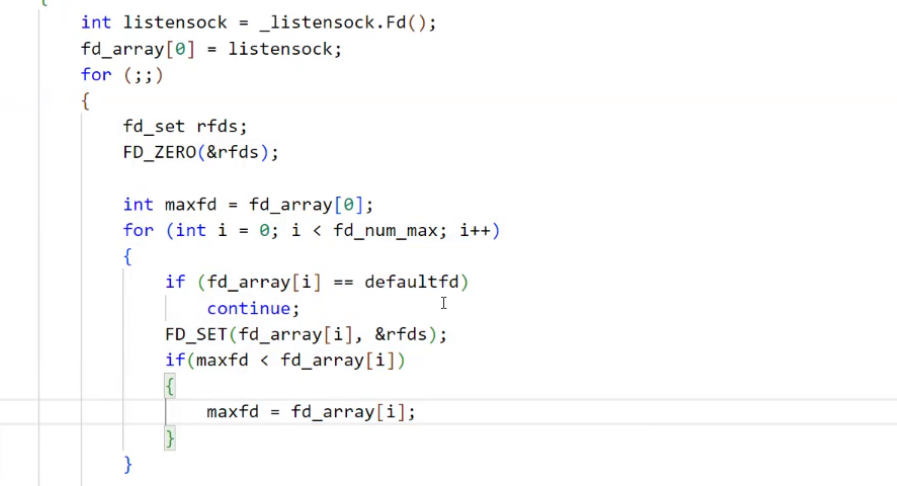 {
int listensock = _listensock.Fd();
fd_array[0] = listensock;
for (;;)
{
fd_set rfds;
FD_ZERO(&rfds);
int maxfd = fd_array[0];
for (int i = 0; i < fd_num_max; i++)
{
if (fd_array[i] == defaultfd)
continue;
FD_SET(fd_array[i], &rfds);
if(maxfd < fd_array[i])
{
maxfd = fd_array[i];
}
}